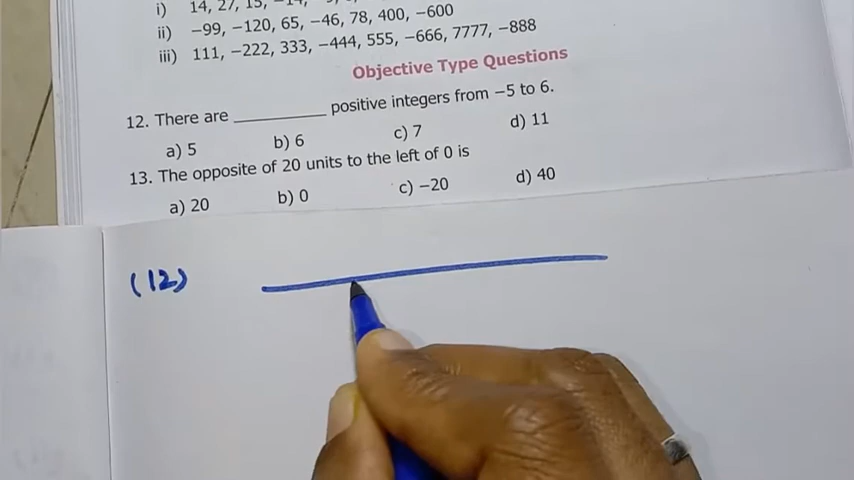 i) 14, 27, 15, −14,
ii) −99, −120, 65, −46, 78, 400, −600
iii) 111, −222, 333, −444, 555, −666, 7777, −888
Objective Type Questions
12. There are __________ positive integers from −5 to 6.
a) 5 b) 6 c) 7 d) 11
13. The opposite of 20 units to the left of 0 is
a) 20 b) 0 c) −20 d) 40
(12)